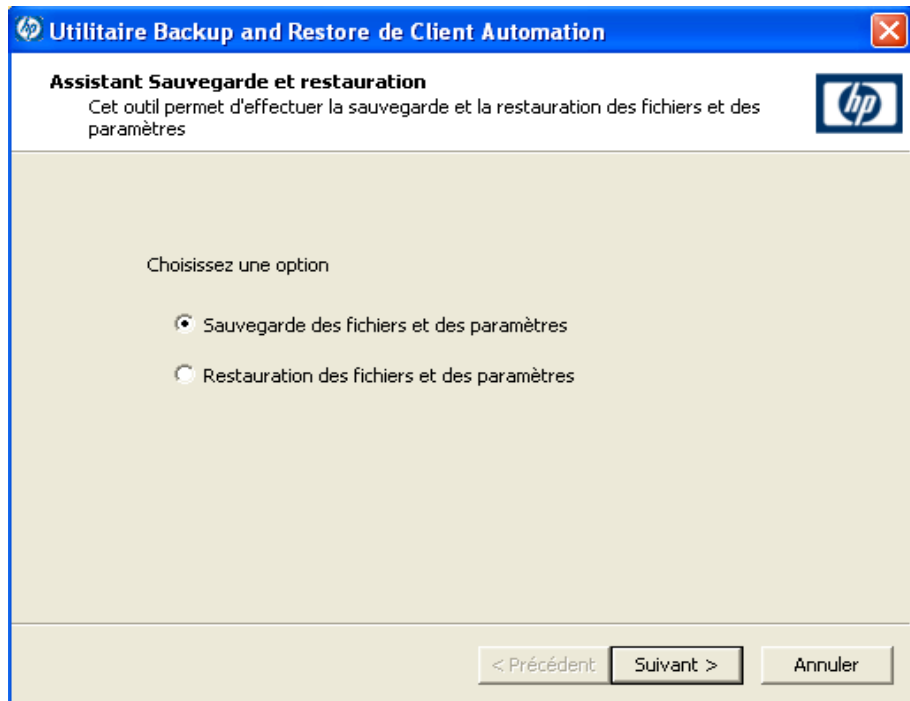 Utilitaire Backup and Restore de Client Automation
Assistant Sauvegarde et restauration
Cet outil permet d'effectuer la sauvegarde et la restauration des fichiers et des
paramètres
hp
Choisissez une option
Sauvegarde des fichiers et des paramètres
Restauration des fichiers et des paramètres
< Précédent
Suivant >
Annuler